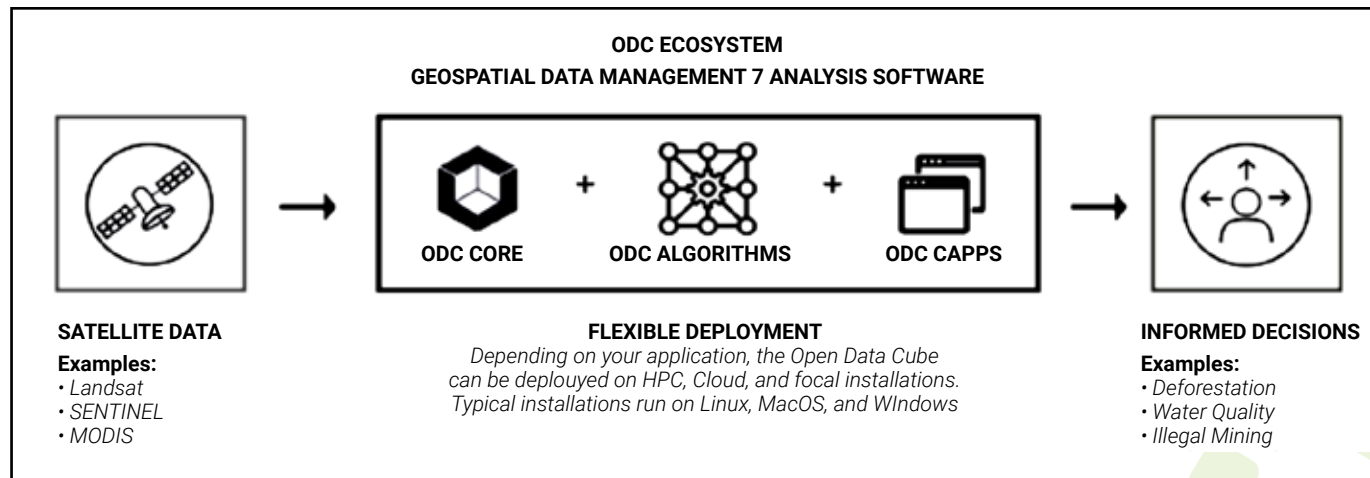 ODC ECOSYSTEM
GEOSPATIAL DATA MANAGEMENT 7 ANALYSIS SOFTWARE
ODC CORE
+
ODC ALGORITHMS
+
ODC CAPPS
SATELLITE DATA
Examples:
• Landsat
• SENTINEL
• MODIS
FLEXIBLE DEPLOYMENT
Depending on your application, the Open Data Cube
can be deplouyed on HPC, Cloud, and focal installations.
Typical installations run on Linux, MacOS, and WIndows
INFORMED DECISIONS
Examples:
• Deforestation
• Water Quality
• Illegal Mining